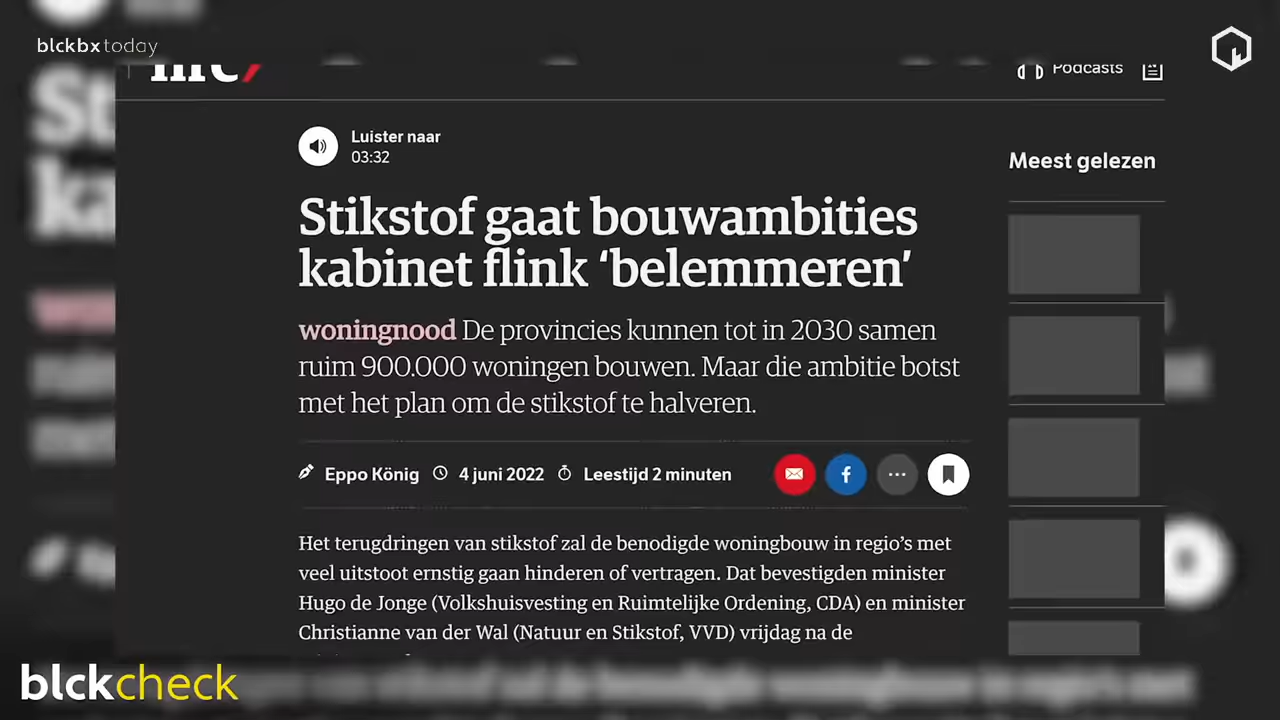 blckbxtoday
nrc
Podcasts
Luister naar
03:32
Meest gelezen
Stikstof gaat bouwambities
kabinet flink ‘belemmeren’
woningnood De provincies kunnen tot in 2030 samen
ruim 900.000 woningen bouwen. Maar die ambitie botst
met het plan om de stikstof te halveren.
Eppo König 4 juni 2022 Leestijd 2 minuten
Het terugdringen van stikstof zal de benodigde woningbouw in regio’s met
veel uitstoot ernstig gaan hinderen of vertragen. Dat bevestigden minister
Hugo de Jonge (Volkshuisvesting en Ruimtelijke Ordening, CDA) en minister
Christianne van der Wal (Natuur en Stikstof, VVD) vrijdag na de
blckcheck